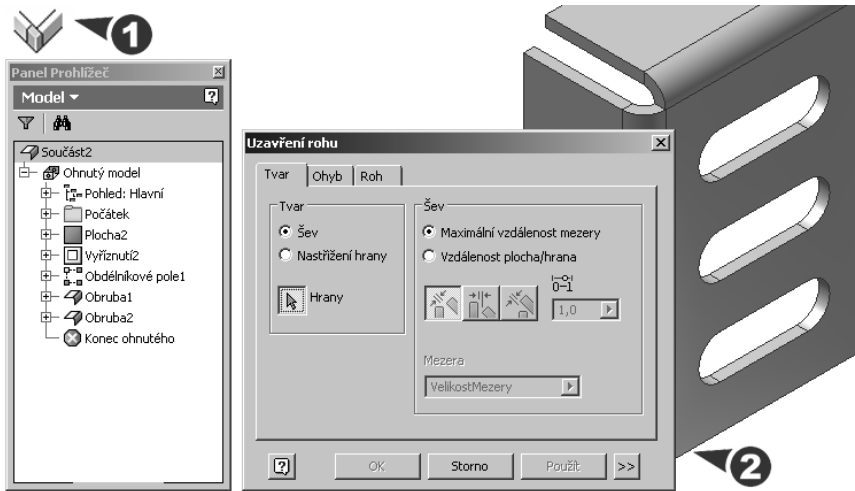 1
Panel Prohlížeč
Model
Součást2
Ohnutý model
Pohled: Hlavní
Počátek
Plocha2
Vyříznutí2
Obdélníkové pole1
Obruba1
Obruba2
Konec ohnutého
Uzavření rohu
Tvar Ohyb Roh
Tvar
Šev
Nastřižení hrany
Hrany
Šev
Maximální vzdálenost mezery
Vzdálenost plocha/hrana
0-1
1,0
Mezera
VelikostMezery
OK Storno Použít >>
2